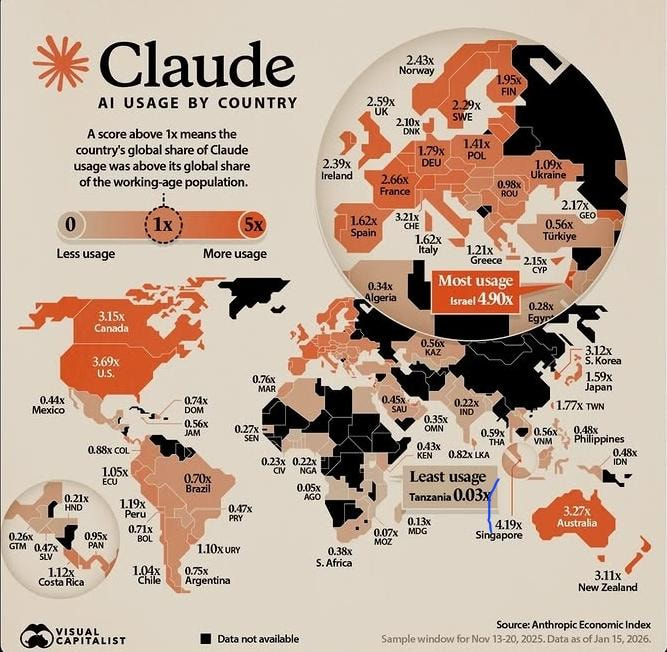 Claude
AI USAGE BY COUNTRY
A score above 1x means the
country's global share of Claude
usage was above its global share
of the working-age population.
0
1x
5x
Less usage
More usage
2.43x
Norway
1.95x
FIN
2.59x
UK
2.29x
SWE
2.10x
DNK
2.39x
Ireland
1.79x
DEU
1.41x
POL
1.09x
Ukraine
2.66x
France
0.98x
ROU
2.17x
GEO
1.62x
Spain
3.21x
CHE
0.56x
Türkiye
1.62x
Italy
1.21x
Greece
2.15x
CYP
0.34x
Algeria
Most usage
Israel 4.90x
0.28x
Egypt
3.15x
Canada
3.69x
U.S.
0.44x
Mexico
0.74x
DOM
0.56x
JAM
0.88x COL
1.05x
ECU
0.70x
Brazil
1.19x
Peru
0.47x
PRY
0.71x
BOL
1.10x URY
1.04x
Chile
0.75x
Argentina
0.21x
HND
0.26x
GTM
0.47x
SLV
0.95x
PAN
1.12x
Costa Rica
0.76x
MAR
0.27x
SEN
0.23x
CIV
0.22x
NGA
0.05x
AGO
0.38x
S. Africa
0.07x
MOZ
0.13x
MDG
0.43x
KEN
0.45x
SAU
0.35x
OMN
0.56x
KAZ
0.22x
IND
0.82x LKA
0.59x
THA
0.56x
VNM
3.12x
S. Korea
1.59x
Japan
1.77x TWN
0.48x
Philippines
0.48x
IDN
Least usage
Tanzania 0.03x
4.19x
Singapore
3.27x
Australia
3.11x
New Zealand
VISUAL
CAPITALIST
Data not available
Source: Anthropic Economic Index
Sample window for Nov 13-20, 2025. Data as of Jan 15, 2026.